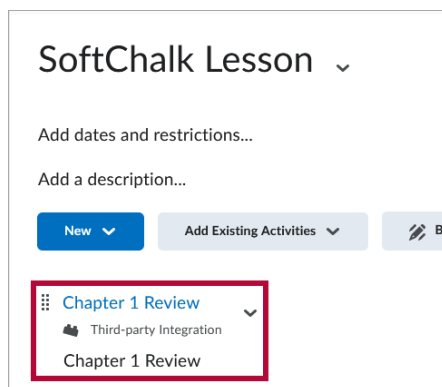 SoftChalk Lesson
Add dates and restrictions...
Add a description...
New Add Existing Activities B
Chapter 1 Review
Third-party Integration
Chapter 1 Review